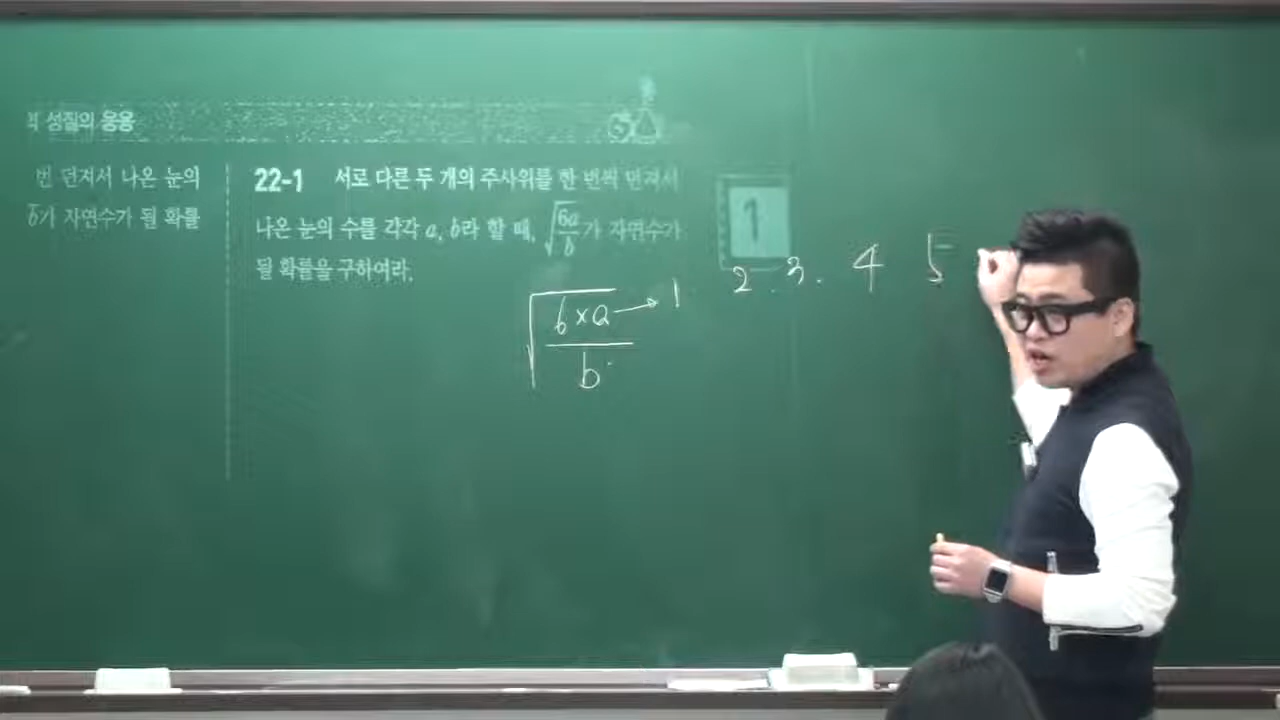 성질의 응용
번 던져서 나온 눈의
가 자연수가 될 확률
22-1 서로 다른 두 개의 주사위를 한 번씩 던져서
나온 눈의 수를 각각 a, b라 할 때, √(6a/b)가 자연수가
될 확률을 구하여라.
1
√(6×a/b) → 1 2. 3. 4 5